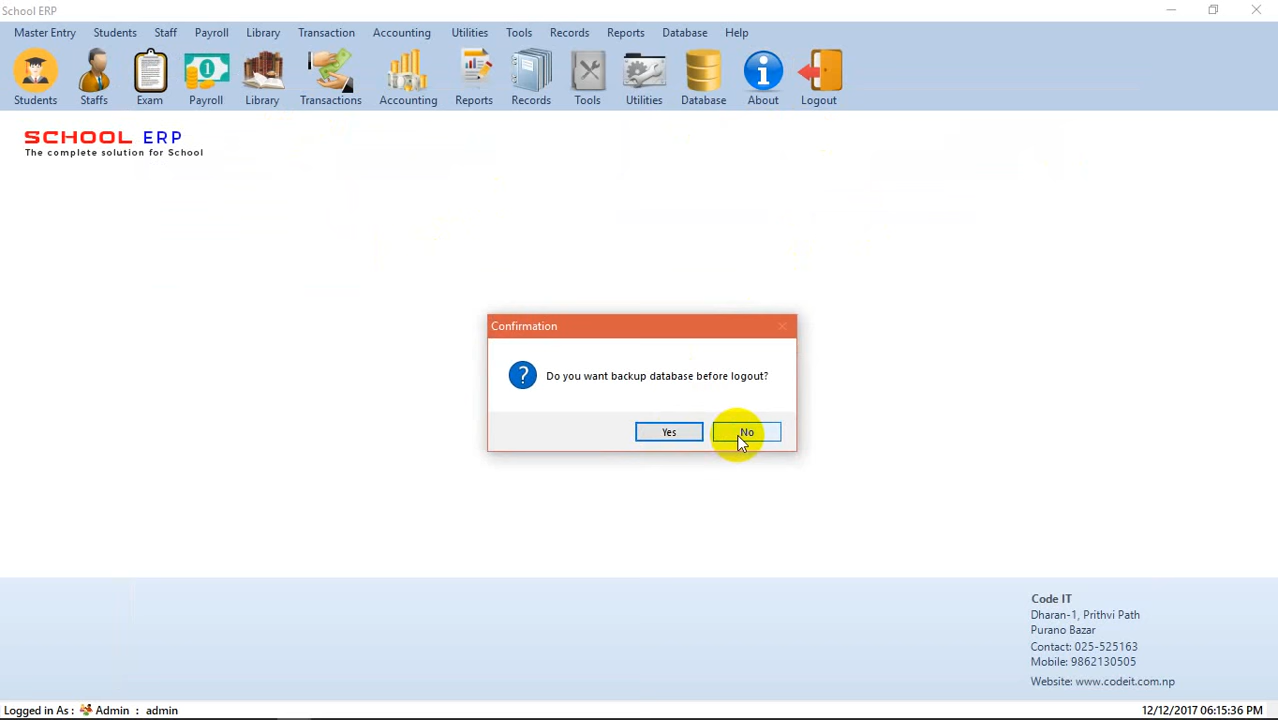 School ERP
Master Entry Students Staff Payroll Library Transaction Accounting Utilities Tools Records Reports Database Help
Students Staffs Exam Payroll Library Transactions Accounting Reports Records Tools Utilities Database About Logout
SCHOOL ERP
The complete solution for School
Confirmation
Do you want backup database before logout?
Yes No
Code IT
Dharan-1, Prithvi Path
Purano Bazar
Contact: 025-525163
Mobile: 9862130505
Website: www.codeit.com.np
Logged in As : Admin : admin 12/12/2017 06:15:36 PM